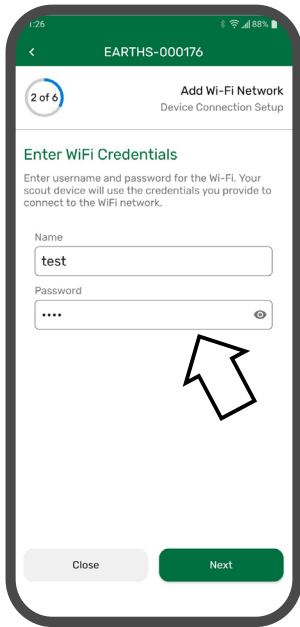 1:26
88%
EARTHS-000176
2 of 6
Add Wi-Fi Network
Device Connection Setup
Enter WiFi Credentials
Enter username and password for the Wi-Fi. Your
scout device will use the credentials you provide to
connect to the WiFi network.
Name
test
Password
••••
Close
Next